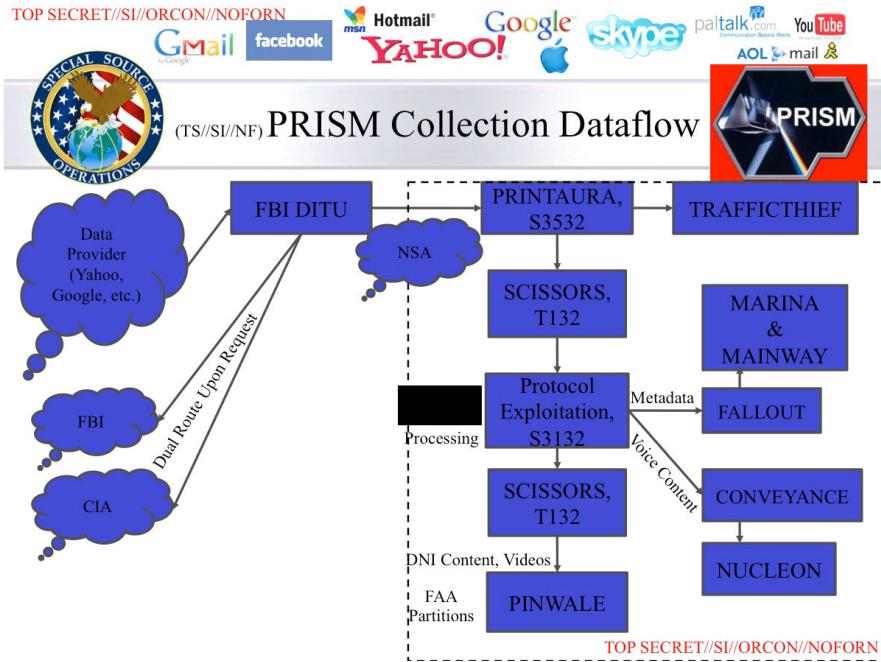 TOP SECRET//SI//ORCON//NOFORN
GMail
by Google
facebook
msn
Hotmail®
YAHOO!
Google
skype
paltalk.com
Communication Beyond Words
YouTube
AOL mail
SPECIAL SOURCE
OPERATIONS
(TS//SI//NF) PRISM Collection Dataflow
PRISM
Data
Provider
(Yahoo,
Google, etc.)
FBI DITU
PRINTAURA,
S3532
TRAFFICTHIEF
NSA
SCISSORS,
T132
MARINA
&
MAINWAY
Dual Route Upon Request
FBI
CIA
Processing
Protocol
Exploitation,
S3132
Metadata
FALLOUT
Voice Content
SCISSORS,
T132
CONVEYANCE
NUCLEON
DNI Content, Videos
FAA
Partitions
PINWALE
TOP SECRET//SI//ORCON//NOFORN